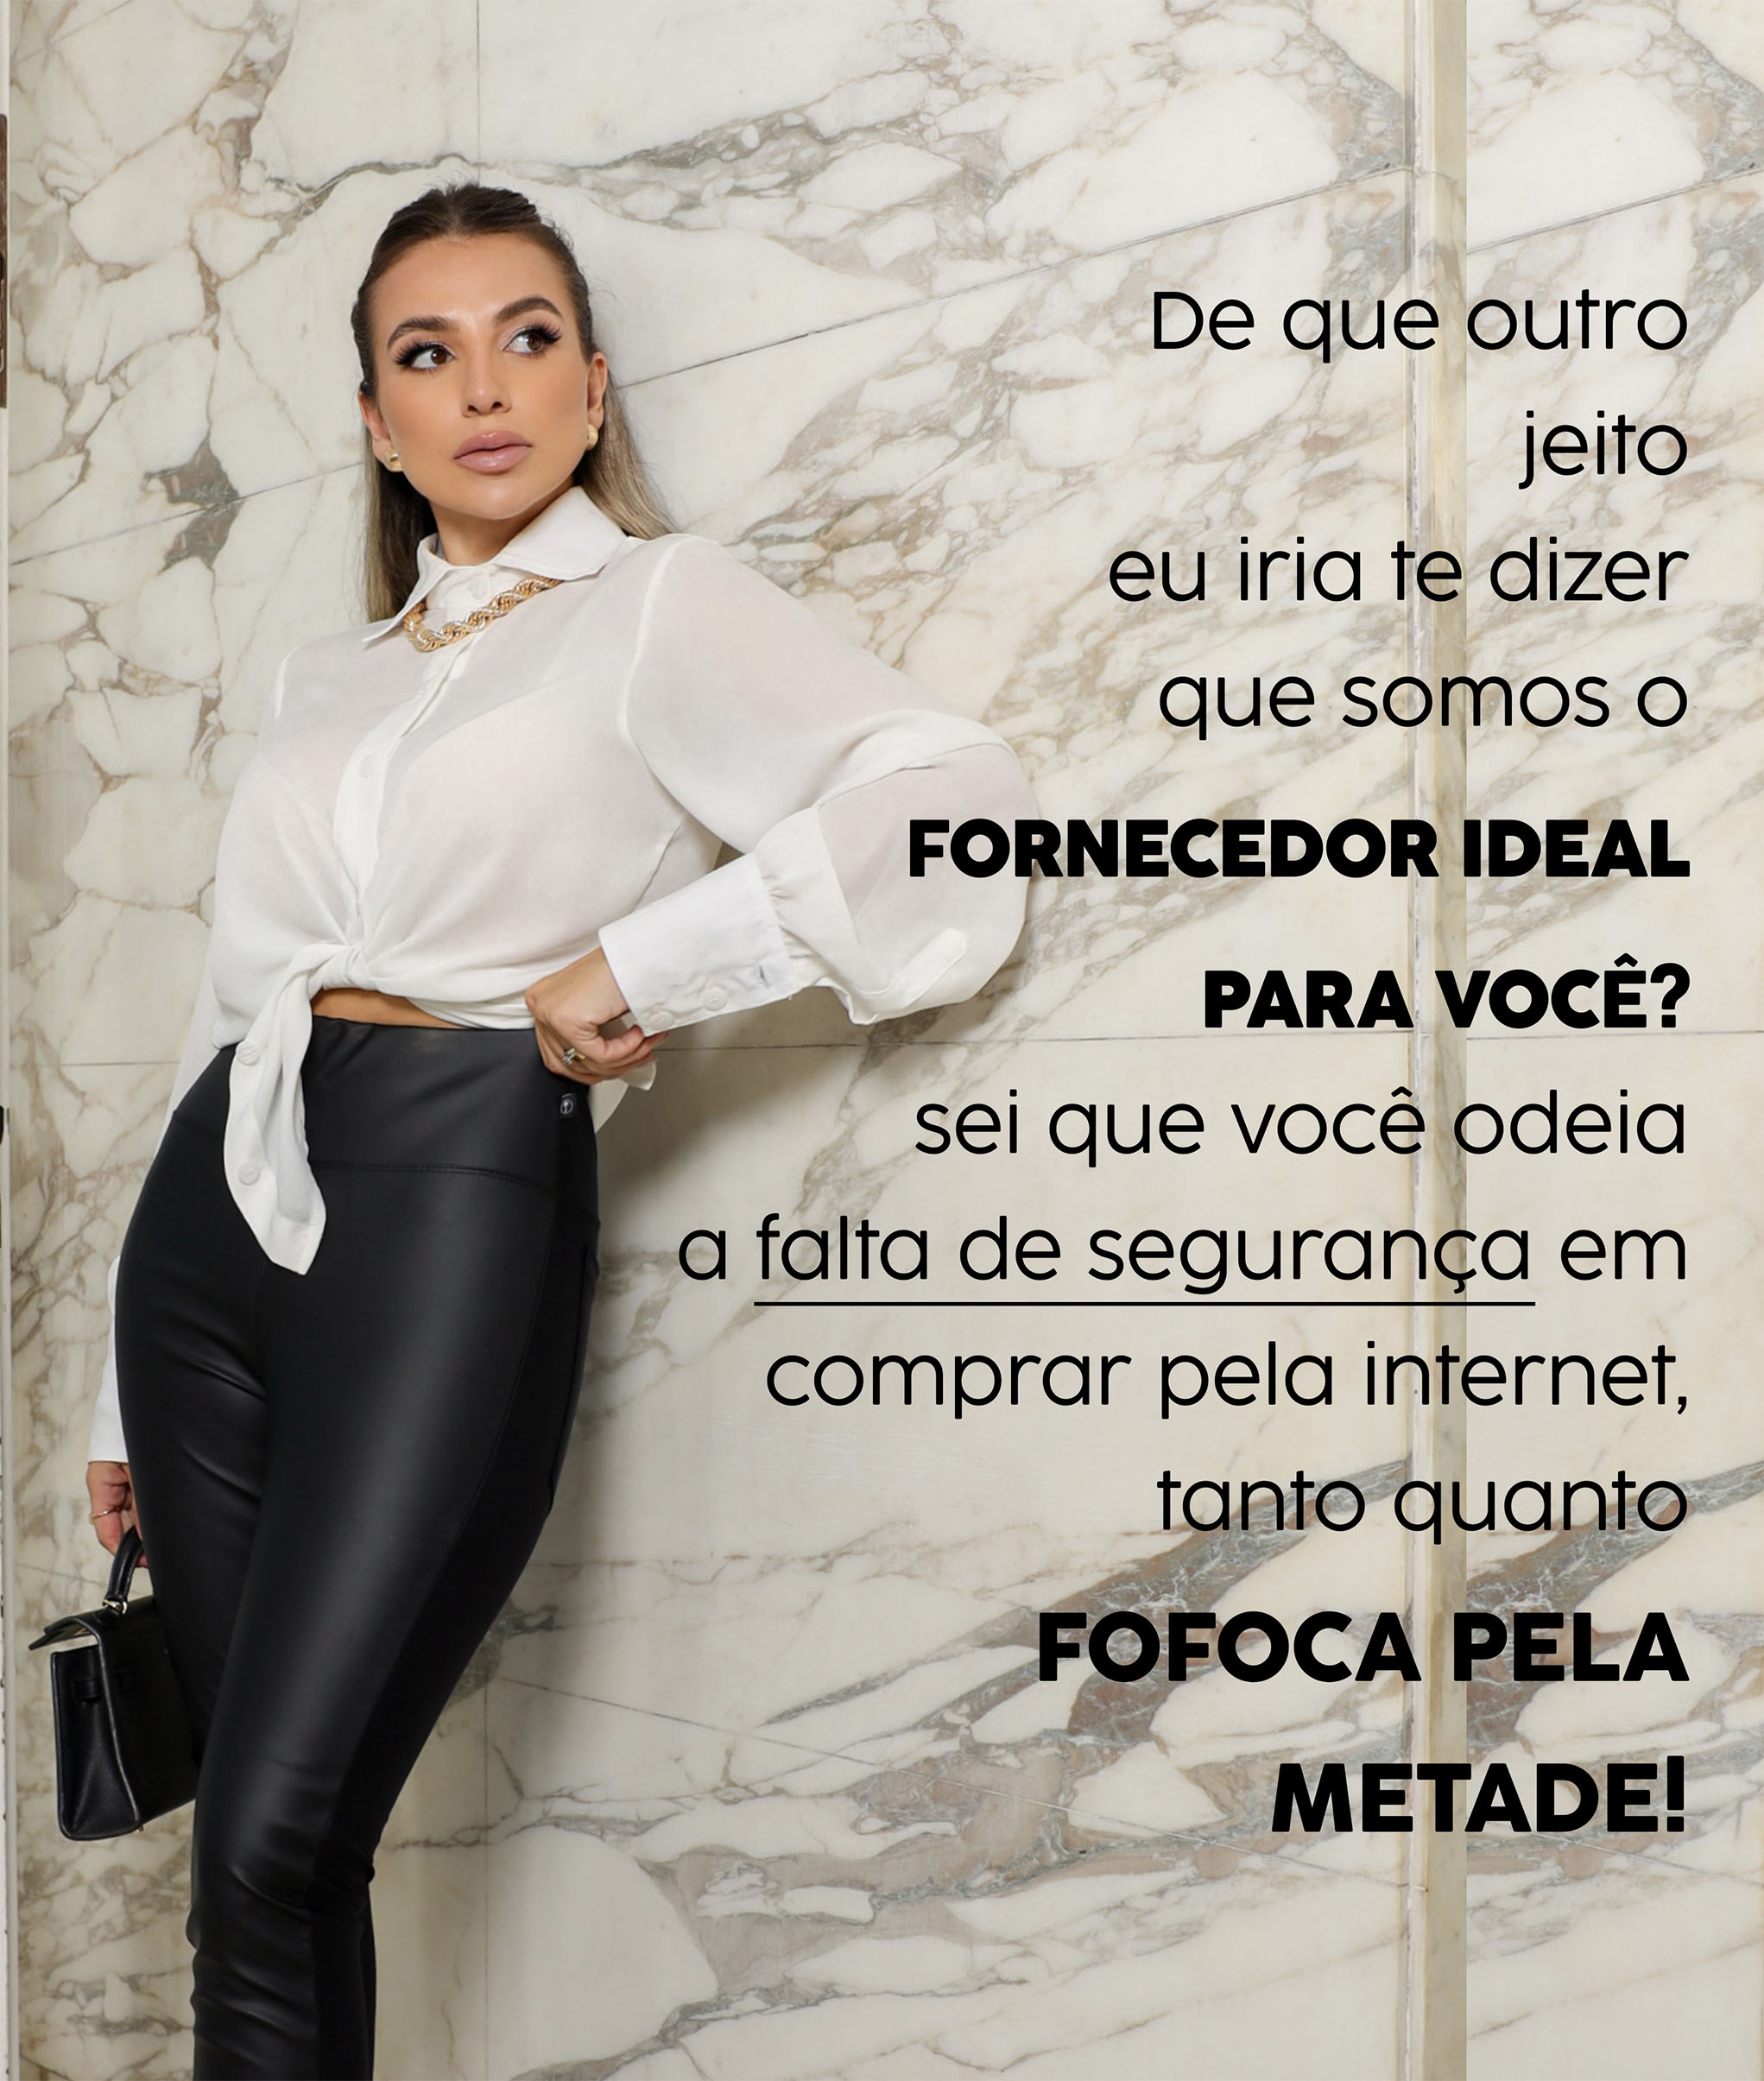 De que outro
jeito
eu iria te dizer
que somos o
FORNECEDOR IDEAL
PARA VOCÊ?
sei que você odeia
a falta de segurança em
comprar pela internet,
tanto quanto
FOFOCA PELA
METADE!